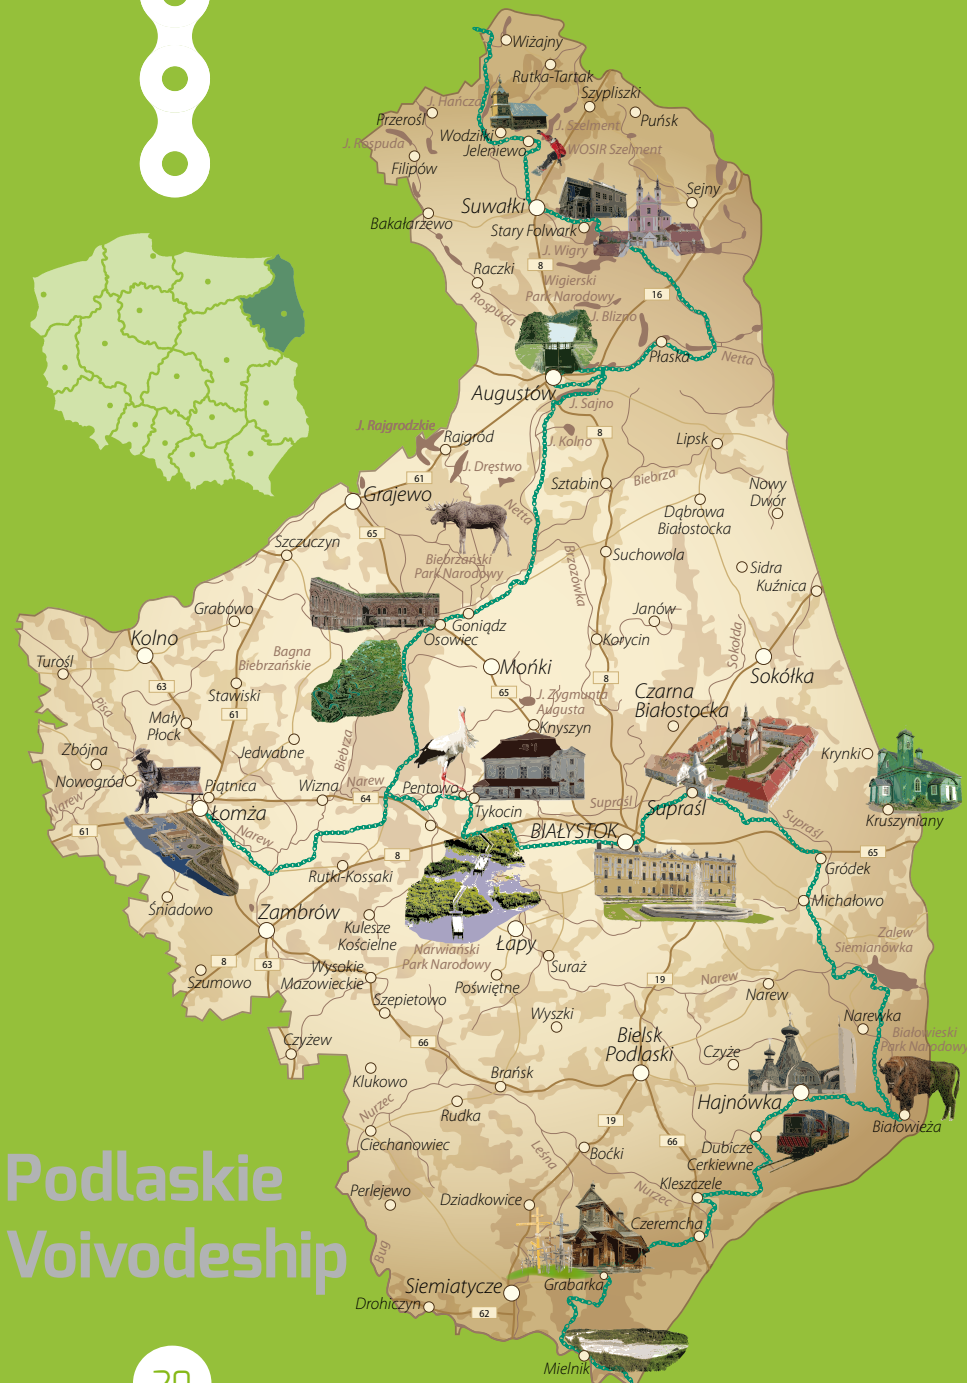 Wiżajny
Rutka-Tartak
Szypliszki
J. Hańcza
Przerośl
Puńsk
J. Szelment
Wodziłki
J. Rospuda
Jeleniewo
WOSIR Szelment
Filipów
Sejny
Suwałki
Bakałarzewo
Stary Folwark
J. Wigry
Raczki
8
Wigierski
Park Narodowy
16
Rospuda
J. Blizno
Płaska
Netta
Augustów
J. Sajno
J. Rajgrodzkie
Rajgród
8
J. Kolno
Lipsk
J. Dręstwo
61
Sztabin
Biebrza
Nowy
Dwór
Grajewo
Netta
Dąbrowa
Białostocka
65
Szczuczyn
Biebrzański
Park Narodowy
Brzozówka
Suchowola
Sidra
Kuźnica
Grabowo
Janów
Goniądz
Osowiec
Kolno
Korycin
Sokołda
Turośl
Bagna
Biebrzańskie
Mońki
Sokółka
63
Stawiski
65
8
J. Zygmunta
Augusta
Czarna
Białostocka
Pisa
61
Mały
Płock
Knyszyn
Zbójna
Jedwabne
Biebrza
Krynki
Nowogród
Piątnica
Wizna
Narew
64
Pentowo
Narew
Łomża
Tykocin
Supraśl
Supraśl
Kruszyniany
61
Narew
BIAŁYSTOK
Supraśl
8
65
Rutki-Kossaki
Gródek
Śniadowo
Zambrów
Michałowo
Kulesze
Kościelne
Łapy
Zalew
Siemianówka
Narwiański
Park Narodowy
8
63
Wysokie
Mazowieckie
Suraż
Szumowo
Poświętne
19
Narew
Narew
Szepietowo
Wyszki
Narewka
Czyżew
66
Bielsk
Podlaski
Czyże
Białowieski
Park Narodowy
Klukowo
Brańsk
Nurzec
Rudka
Hajnówka
Białowieża
19
66
Ciechanowiec
Leśna
Boćki
Dubicze
Cerkiewne
Podlaskie
Voivodeship
Perlejewo
Dziadkowice
Nurzec
Kleszczele
Czeremcha
Bug
Siemiatycze
Grabarka
Drohiczyn
62
Mielnik